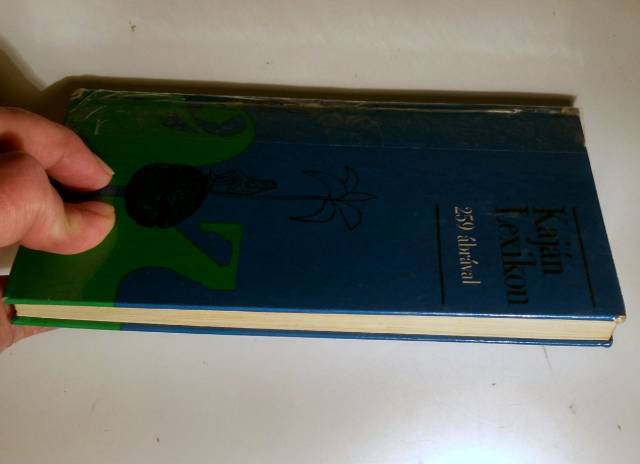 Kaján
Lexikon
259 ábrával